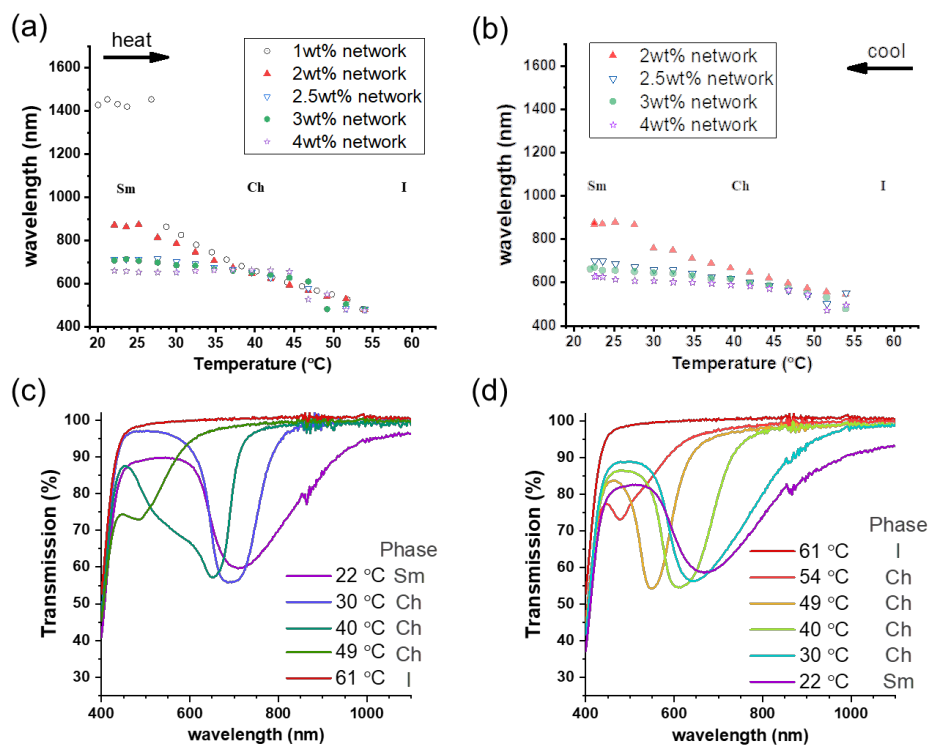 (a)
heat
1wt% network
2wt% network
2.5wt% network
3wt% network
4wt% network
Sm
Ch
I
wavelength (nm)
1600
1400
1200
1000
800
600
400
20 25 30 35 40 45 50 55 60
Temperature (°C)
(b)
cool
2wt% network
2.5wt% network
3wt% network
4wt% network
Sm
Ch
I
wavelength (nm)
1600
1400
1200
1000
800
600
400
20 25 30 35 40 45 50 55 60
Temperature (°C)
(c)
Transmission (%)
100
90
80
70
60
50
40
30
Phase
22 °C Sm
30 °C Ch
40 °C Ch
49 °C Ch
61 °C I
400 600 800 1000
wavelength (nm)
(d)
Transmission (%)
100
90
80
70
60
50
40
30
Phase
61 °C I
54 °C Ch
49 °C Ch
40 °C Ch
30 °C Ch
22 °C Sm
400 600 800 1000
wavelength (nm)